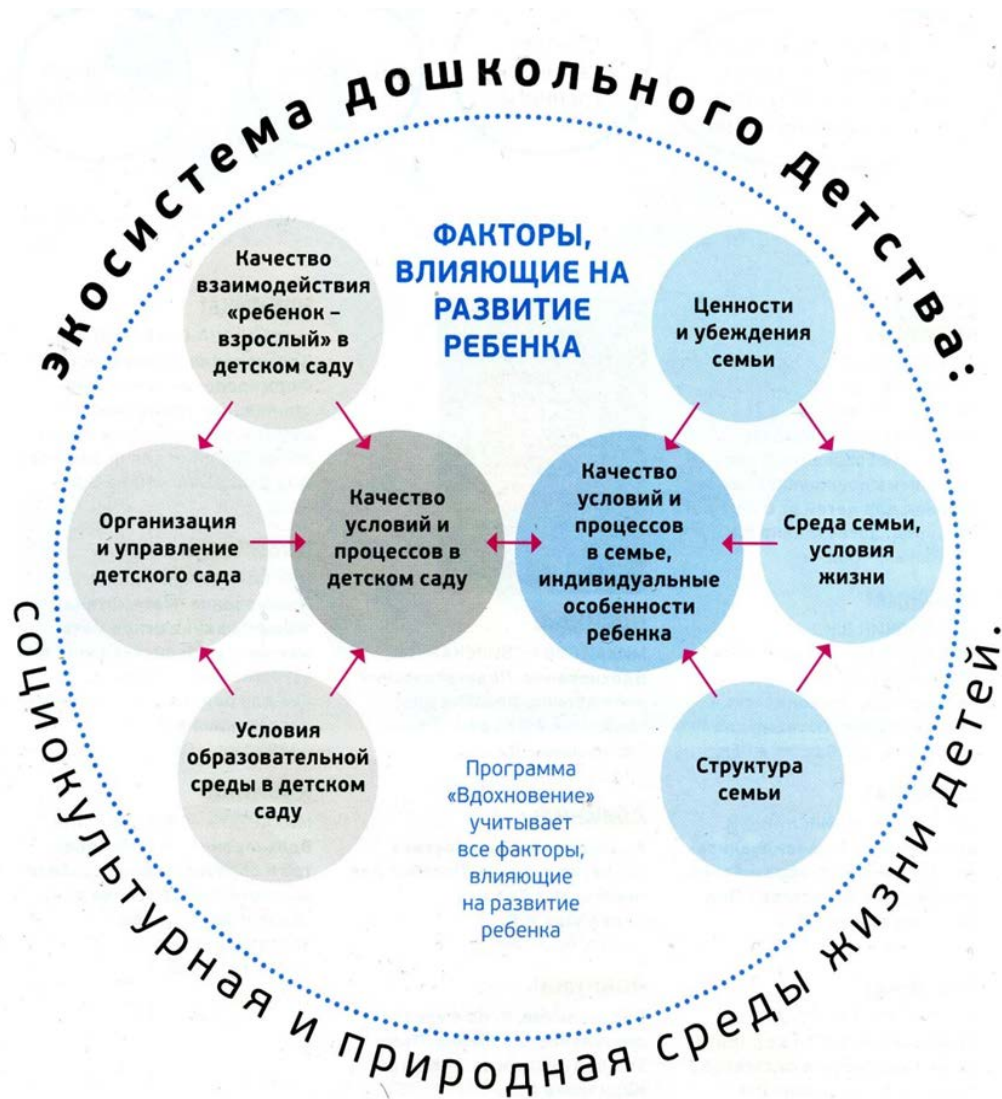 экосистема дошкольного детства:
ФАКТОРЫ,
ВЛИЯЮЩИЕ НА
РАЗВИТИЕ
РЕБЕНКА
Качество
взаимодействия
«ребенок –
взрослый» в
детском саду
Ценности
и убеждения
семьи
Организация
и управление
детского сада
Качество
условий и
процессов в
детском саду
Качество
условий и
процессов
в семье,
индивидуальные
особенности
ребенка
Среда семьи,
условия
жизни
Условия
образовательной
среды в детском
саду
Программа
«Вдохновение»
учитывает
все факторы,
влияющие
на развитие
ребенка
Структура
семьи
социокультурная и природная среды жизни детей.